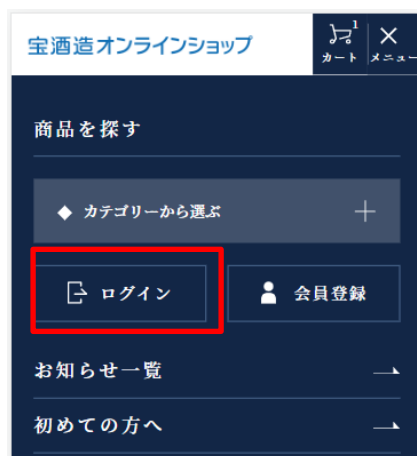 宝酒造オンラインショップ
1
カート
メニュー
商品を探す
カテゴリーから選ぶ
ログイン
会員登録
お知らせ一覧
初めての方へ